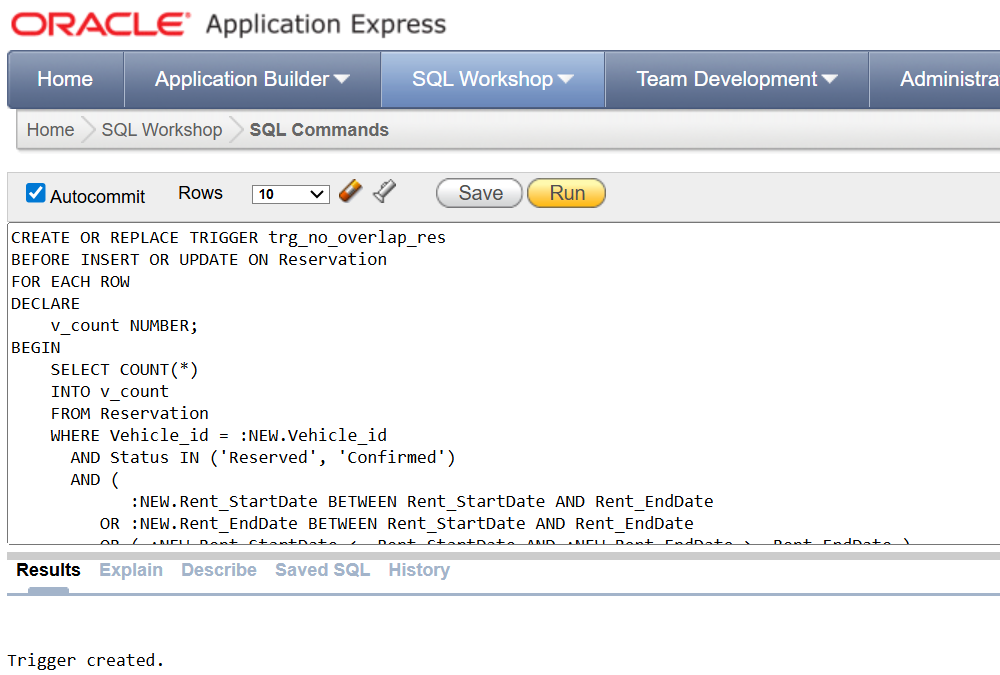 ORACLE Application Express
Home Application Builder SQL Workshop Team Development Administra
Home SQL Workshop SQL Commands
Autocommit Rows 10 Save Run
CREATE OR REPLACE TRIGGER trg_no_overlap_res
BEFORE INSERT OR UPDATE ON Reservation
FOR EACH ROW
DECLARE
    v_count NUMBER;
BEGIN
    SELECT COUNT(*)
    INTO v_count
    FROM Reservation
    WHERE Vehicle_id = :NEW.Vehicle_id
      AND Status IN ('Reserved', 'Confirmed')
      AND (
            :NEW.Rent_StartDate BETWEEN Rent_StartDate AND Rent_EndDate
         OR :NEW.Rent_EndDate BETWEEN Rent_StartDate AND Rent_EndDate
         OR ( :NEW.Rent_StartDate < Rent_StartDate AND :NEW.Rent_EndDate > Rent_EndDate )
Results Explain Describe Saved SQL History
Trigger created.